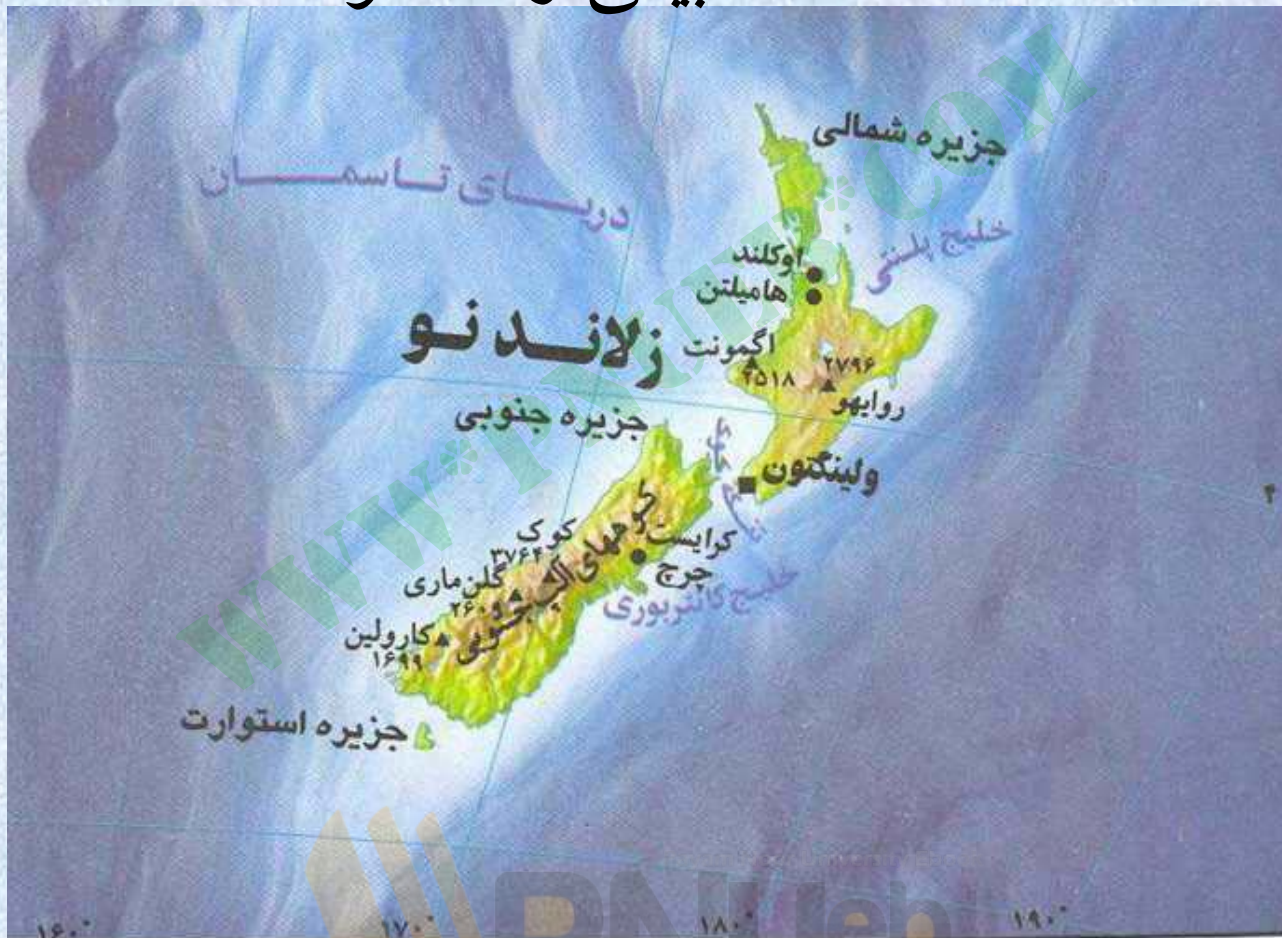 جزیره شمالی
دریای تاسمان
خلیج پلنتی
اوکلند
هامیلتن
زلاند نو
اگمونت
۲۵۱۸
۲۷۹۶
روایهو
جزیره جنوبی
ولینگتون
کوههای آلپ جنوبی
کوک
۳۷۶۴
کرایست
چرچ
گلن‌ماری
خلیج کانتربوری
کارولین
۱۶۹۹
جزیره استوارت
۱۶۰°
۱۷۰°
۱۸۰°
۱۹۰°